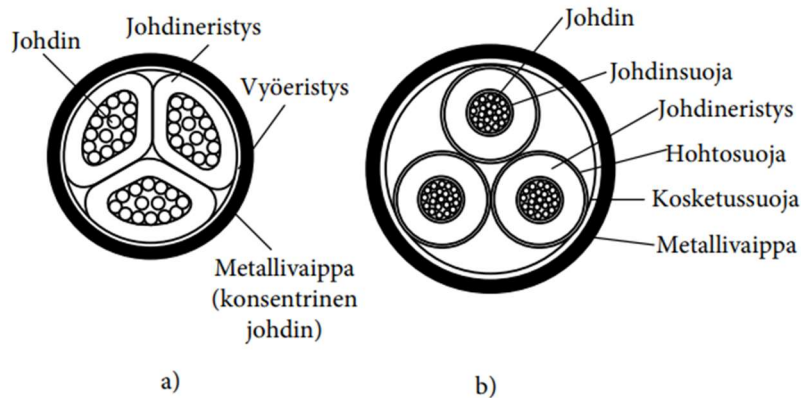 Johdin
Johdineristys
Vyöeristys
Metallivaippa
(konsentrinen
johdin)
a)
Johdin
Johdinsuoja
Johdineristys
Hohtosuoja
Kosketussuoja
Metallivaippa
b)